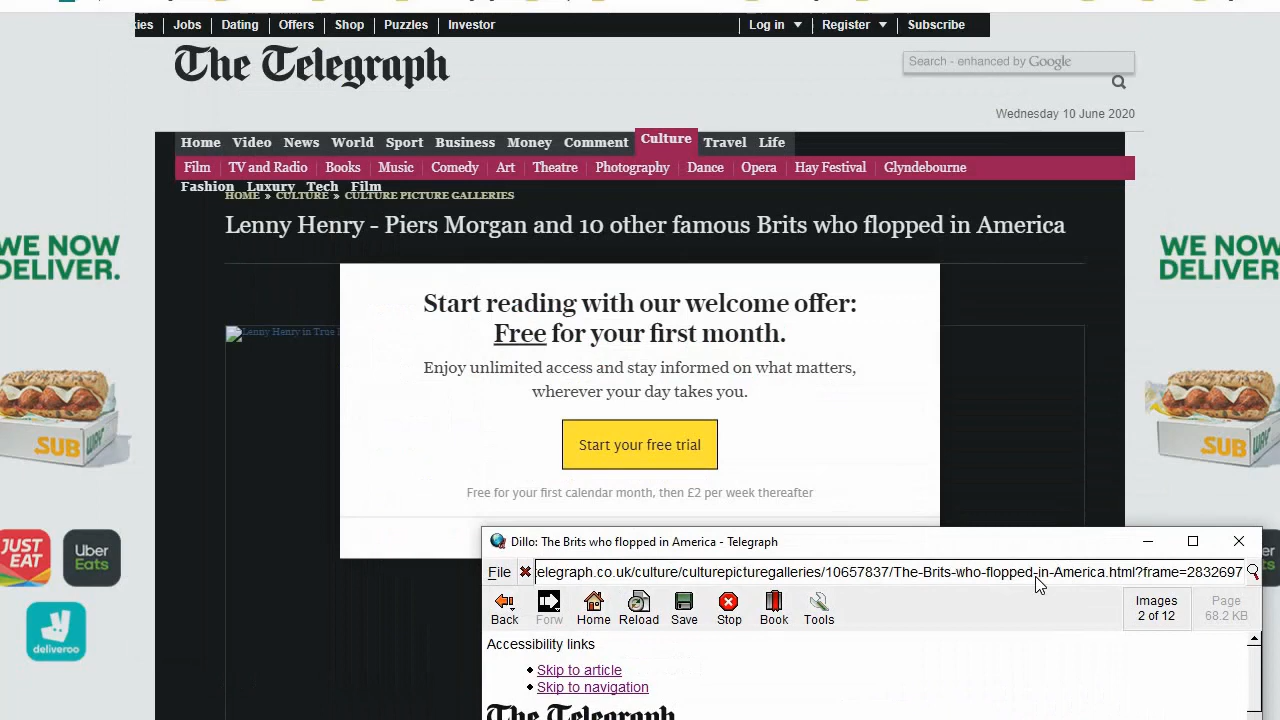 kies Jobs Dating Offers Shop Puzzles Investor Log in Register Subscribe
The Telegraph
Search - enhanced by Google
Wednesday 10 June 2020
Home Video News World Sport Business Money Comment Culture Travel Life
Film TV and Radio Books Music Comedy Art Theatre Photography Dance Opera Hay Festival Glyndebourne
Fashion Luxury Tech Film
HOME » CULTURE » CULTURE PICTURE GALLERIES
Lenny Henry - Piers Morgan and 10 other famous Brits who flopped in America
WE NOW
DELIVER.
WE NOW
DELIVER
Lenny Henry in True
Start reading with our welcome offer:
Free for your first month.
Enjoy unlimited access and stay informed on what matters,
wherever your day takes you.
Start your free trial
Free for your first calendar month, then £2 per week thereafter
SUB
WAY
SUB
WAY
JUST
EAT
Uber
Eats
deliveroo
Dillo: The Brits who flopped in America - Telegraph
File elegraph.co.uk/culture/culturepicturegalleries/10657837/The-Brits-who-flopped-in-America.html?frame=2832697
Back Forw Home Reload Save Stop Book Tools
Images
2 of 12
Page
68.2 KB
Accessibility links
Skip to article
Skip to navigation
The Telegraph